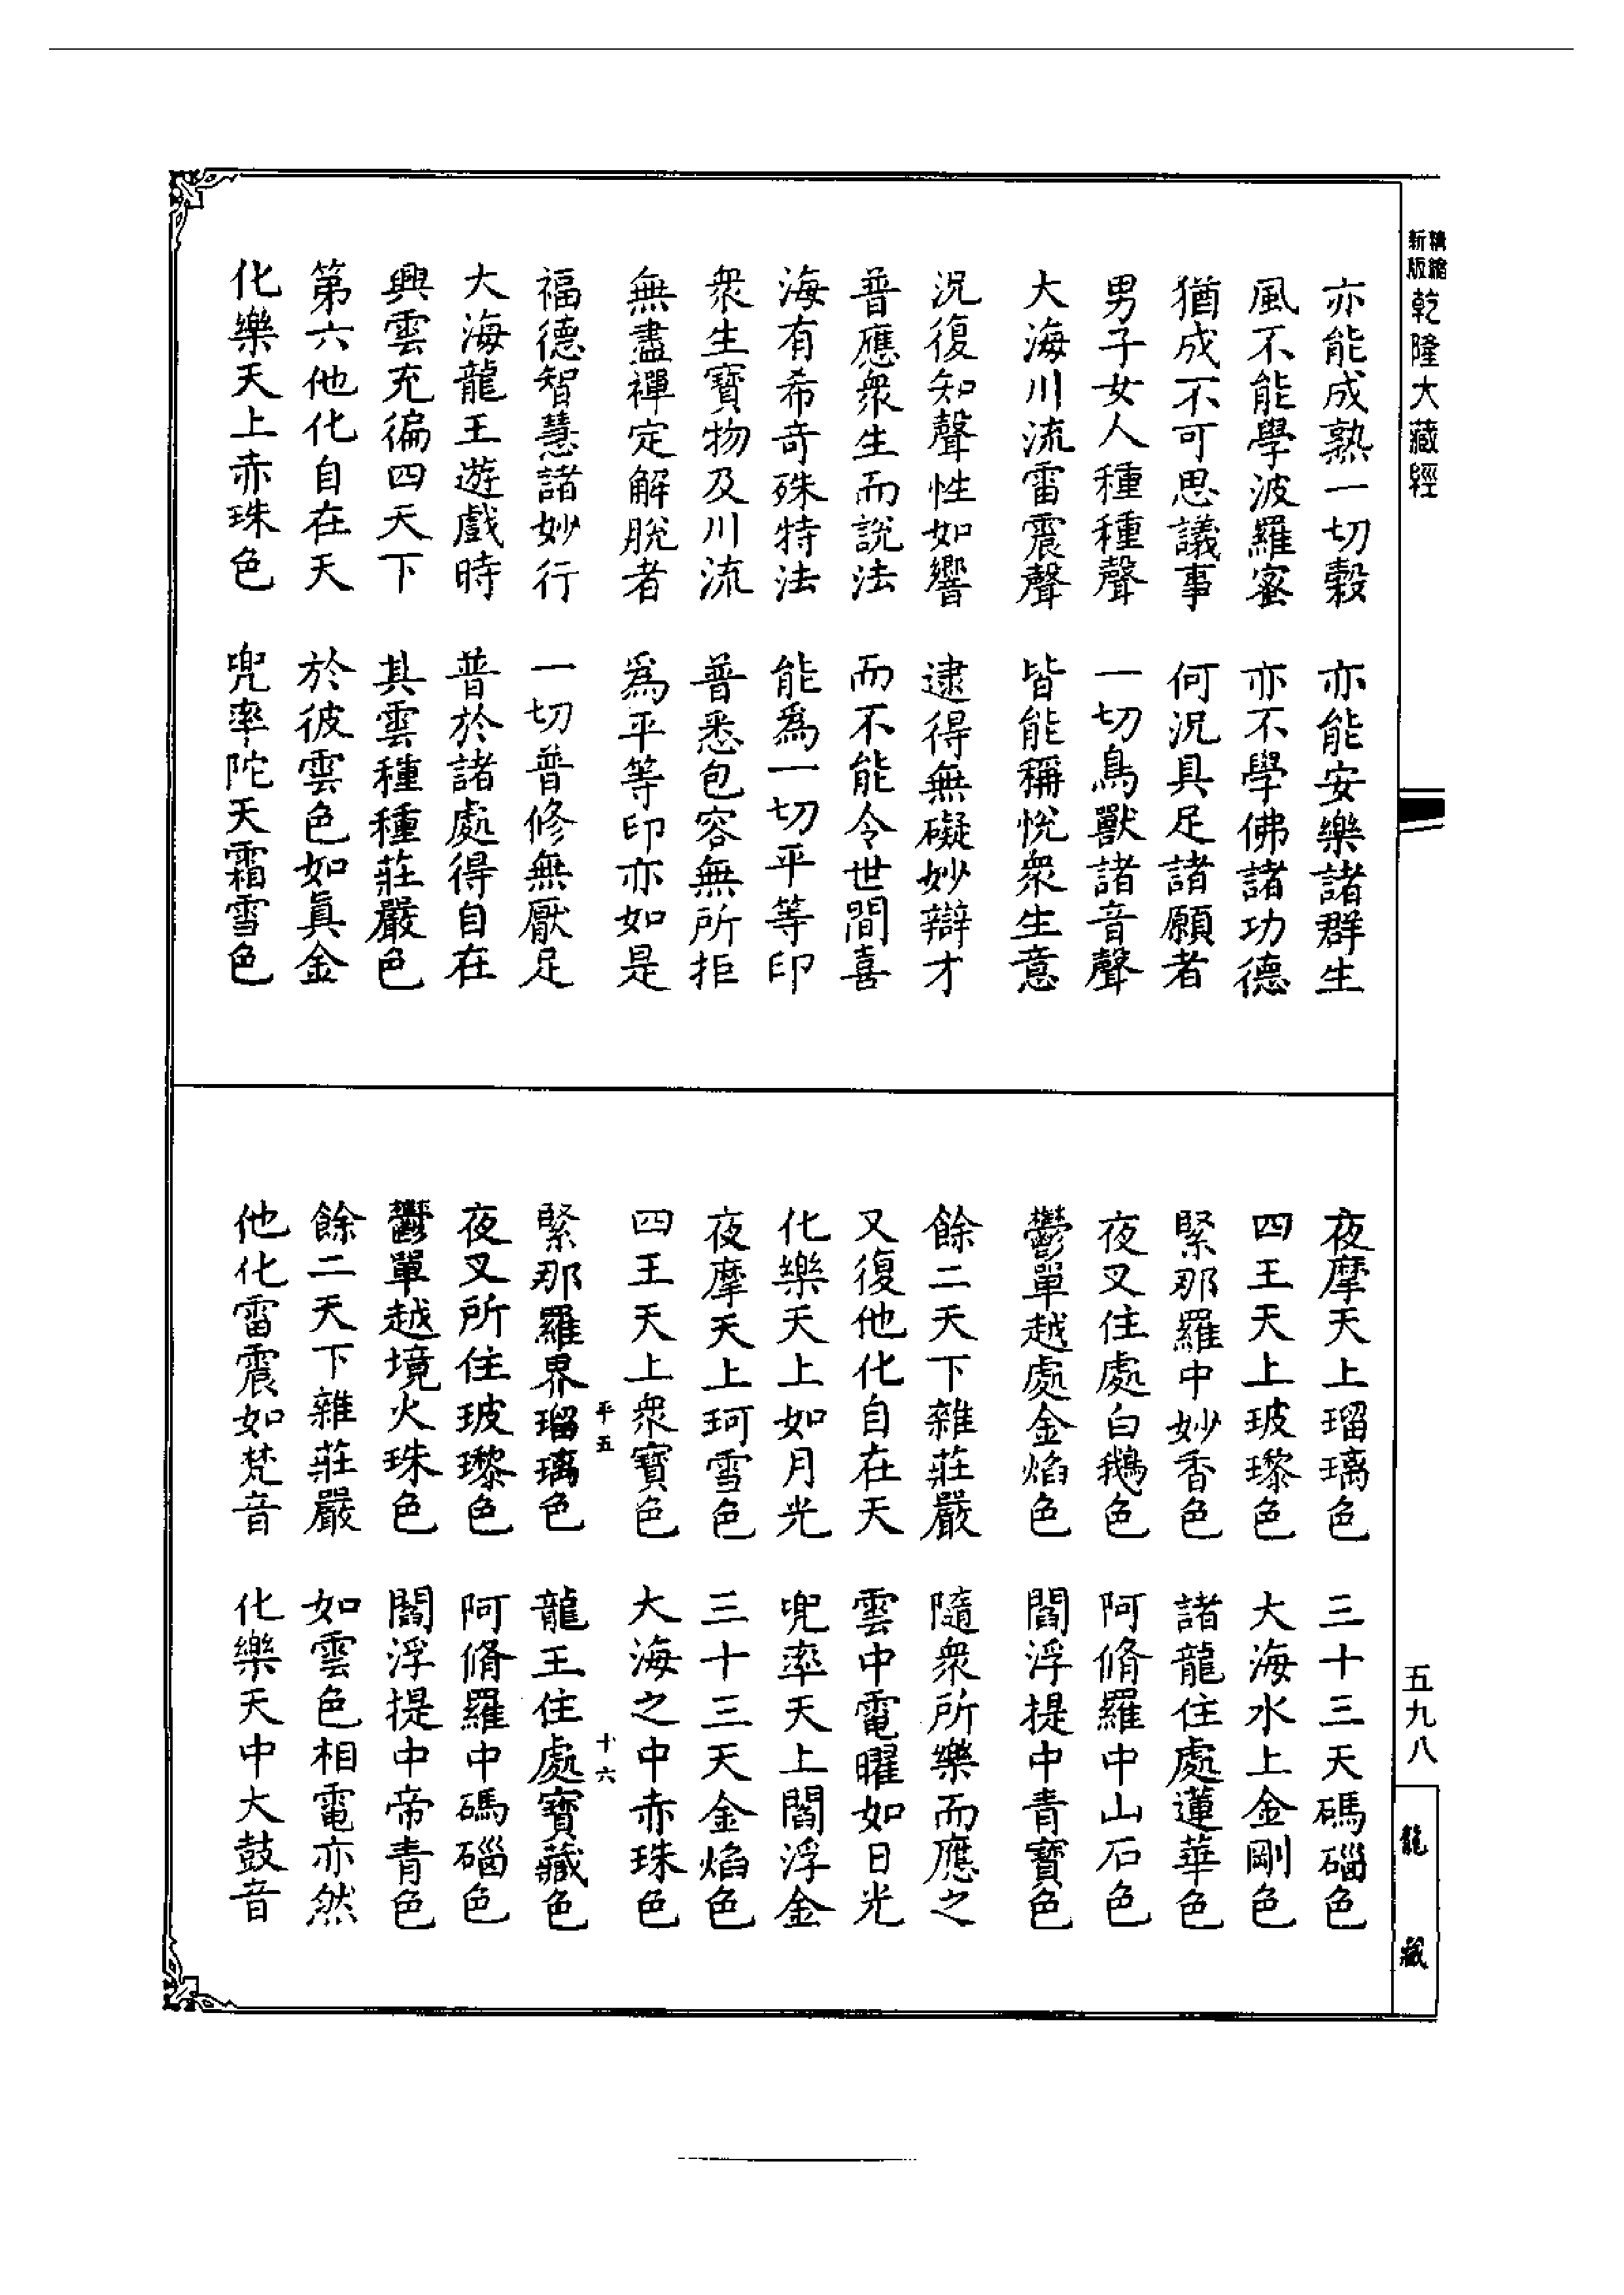 精縮新版乾隆大藏經
亦能成熟一切穀　亦能安樂諸群生
風不能學波羅蜜　亦不學佛諸功德
猶成不可思議事　何況具足諸願者
男子女人種種聲　一切鳥獸諸音聲
大海川流雷震聲　皆能稱悅衆生意
況復知聲性如響　逮得無礙妙辯才
普應衆生而說法　而不能令世間喜
海有希奇殊特法　能爲一切平等印
衆生寶物及川流　普悉包容無所拒
無盡禪定解脫者　爲平等印亦如是
福德智慧諸妙行　一切普修無厭足
大海龍王遊戲時　普於諸處得自在
興雲充徧四天下　其雲種種莊嚴色
第六他化自在天　於彼雲色如眞金
化樂天上赤珠色　兜率陀天霜雪色
夜摩天上瑠璃色　三十三天碼碯色
四王天上玻瓈色　大海水上金剛色
緊那羅中妙香色　諸龍住處蓮華色
夜叉住處白鵝色　阿脩羅中山石色
鬱單越處金焰色　閻浮提中青寶色
餘二天下雜莊嚴　隨衆所樂而應之
又復他化自在天　雲中電曜如日光
化樂天上如月光　兜率天上閻浮金
夜摩天上珂雪色　三十三天金焰色
四王天上衆寶色　大海之中赤珠色
平五　十六
緊那羅界瑠璃色　龍王住處寶藏色
夜叉所住玻瓈色　阿脩羅中碼碯色
鬱單越境火珠色　閻浮提中帝青色
餘二天下雜莊嚴　如雲色相電亦然
他化雷震如梵音　化樂天中大鼓音
五九八
龍藏